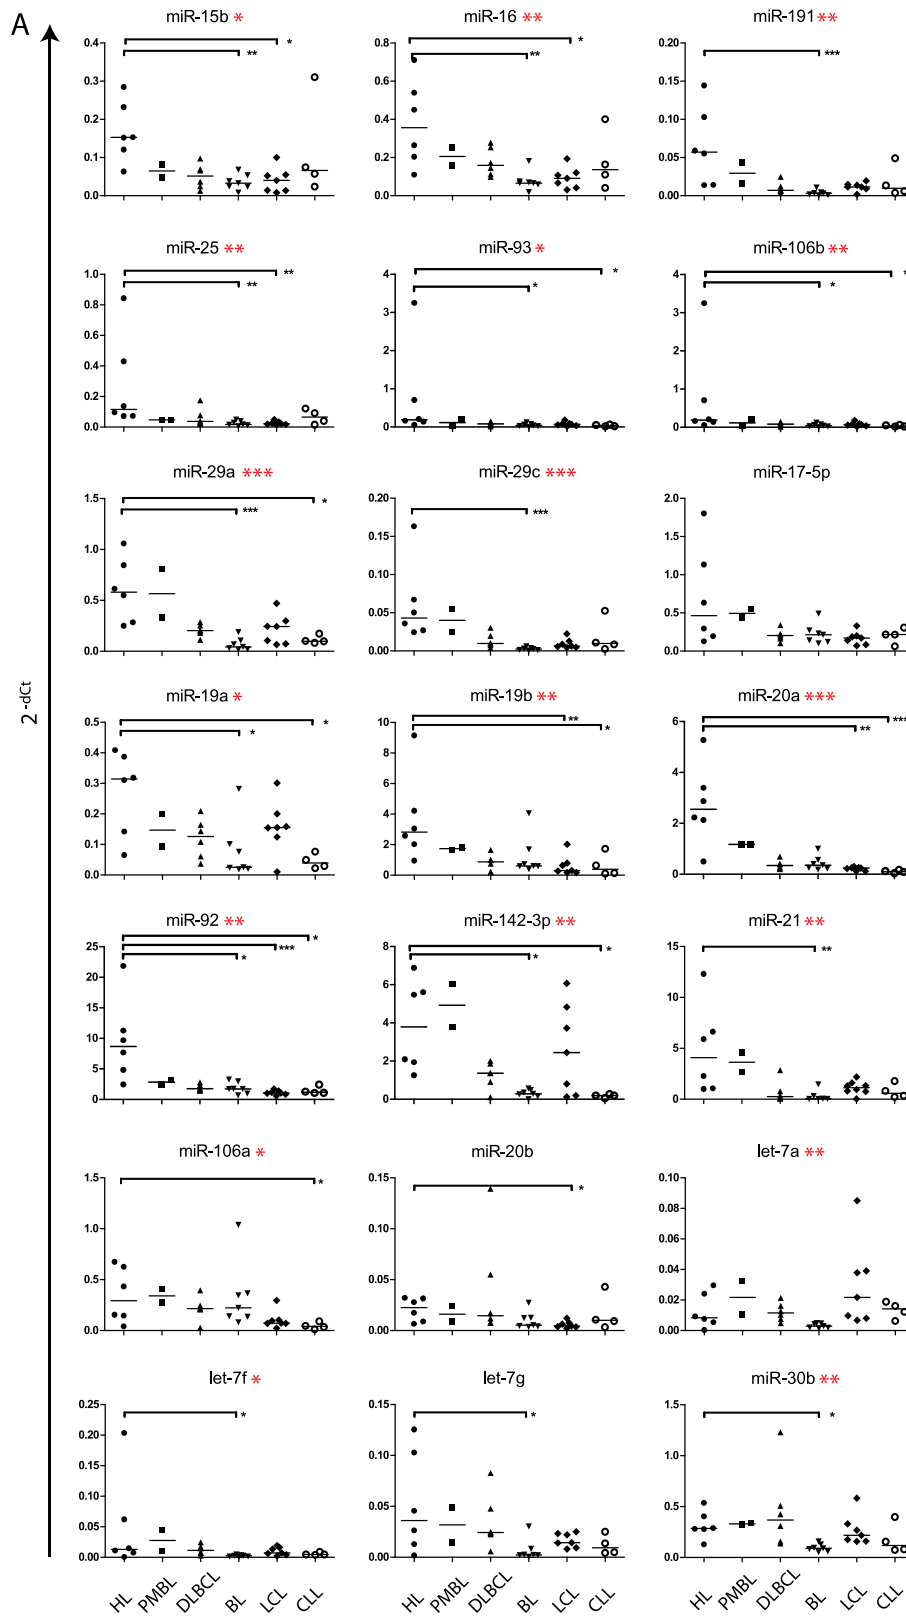 A
2 -dCt
miR-15b * miR-16 ** miR-191 **
0.4 0.8 0.20
** * ** * ***
0.3 0.6 0.15
0.2 0.4 0.10
0.1 0.2 0.05
0.0 0.0 0.00
miR-25 ** miR-93 * miR-106b **
1.0 4 4
** ** * * * *
0.8 3 3
0.6 2 2
0.4 1 1
0.2 0 0
0.0
miR-29a *** miR-29c *** miR-17-5p
1.5 0.20 2.0
*** * ***
1.0 0.15 1.5
0.5 0.10 1.0
0.0 0.05 0.5
0.00 0.0
miR-19a * miR-19b ** miR-20a ***
0.5 10 6
* * ** * ** ***
0.4 8 4
0.3 6 2
0.2 4 0
0.1 2
0.0 0
miR-92 ** miR-142-3p ** miR-21 **
25 8 15
* *** * * * **
20 6 10
15 4 5
10 2 0
5 0
0
miR-106a * miR-20b let-7a **
1.5 0.15 0.10
* *
1.0 0.10 0.08
0.5 0.05 0.06
0.0 0.00 0.04
0.02
0.00
let-7f * let-7g miR-30b **
0.25 0.15 1.5
* * *
0.20 0.10 1.0
0.15 0.05 0.5
0.10 0.00 0.0
0.05
0.00
HL PMBL DLBCL BL LCL CLL HL PMBL DLBCL BL LCL CLL HL PMBL DLBCL BL LCL CLL